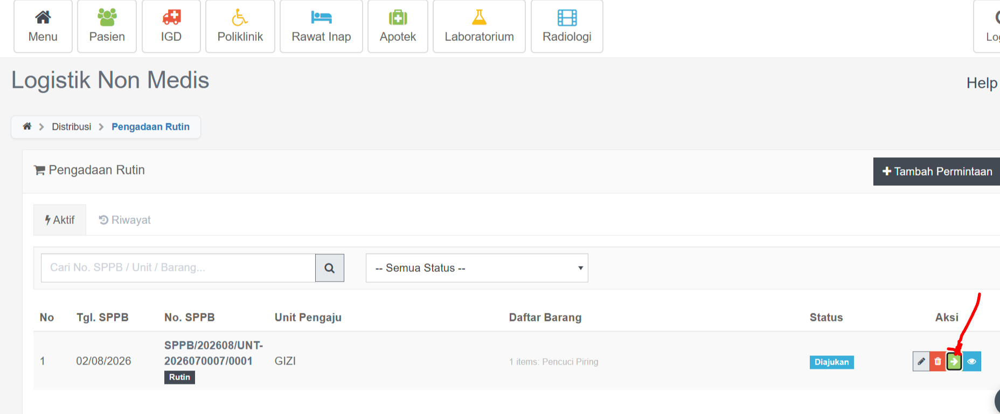 Menu
Pasien
IGD
Poliklinik
Rawat Inap
Apotek
Laboratorium
Radiologi
Logistik Non Medis
Help
Distribusi
Pengadaan Rutin
Pengadaan Rutin
Tambah Permintaan
Aktif
Riwayat
Cari No. SPPB / Unit / Barang...
-- Semua Status --
No Tgl. SPPB No. SPPB Unit Pengaju Daftar Barang Status Aksi
1 02/08/2026 SPPB/202608/UNT-
2026070007/0001 GIZI 1 items: Pencuci Piring Diajukan
Rutin